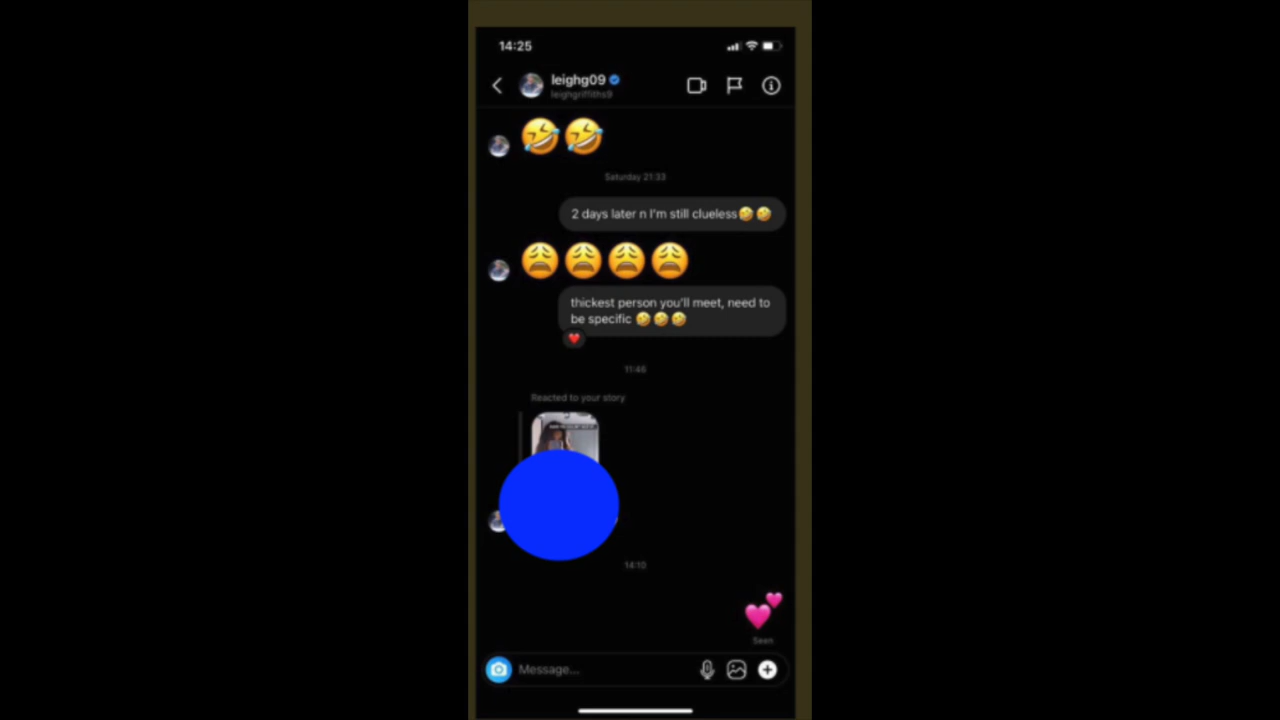 14:25
leighg09
leighgriffiths9
🤣🤣
Saturday 21:33
2 days later n I'm still clueless🤣🤣
😩😩😩😩
thickest person you'll meet, need to
be specific 🤣🤣🤣
❤️
11:46
Reacted to your story
14:10
💕
Seen
Message...